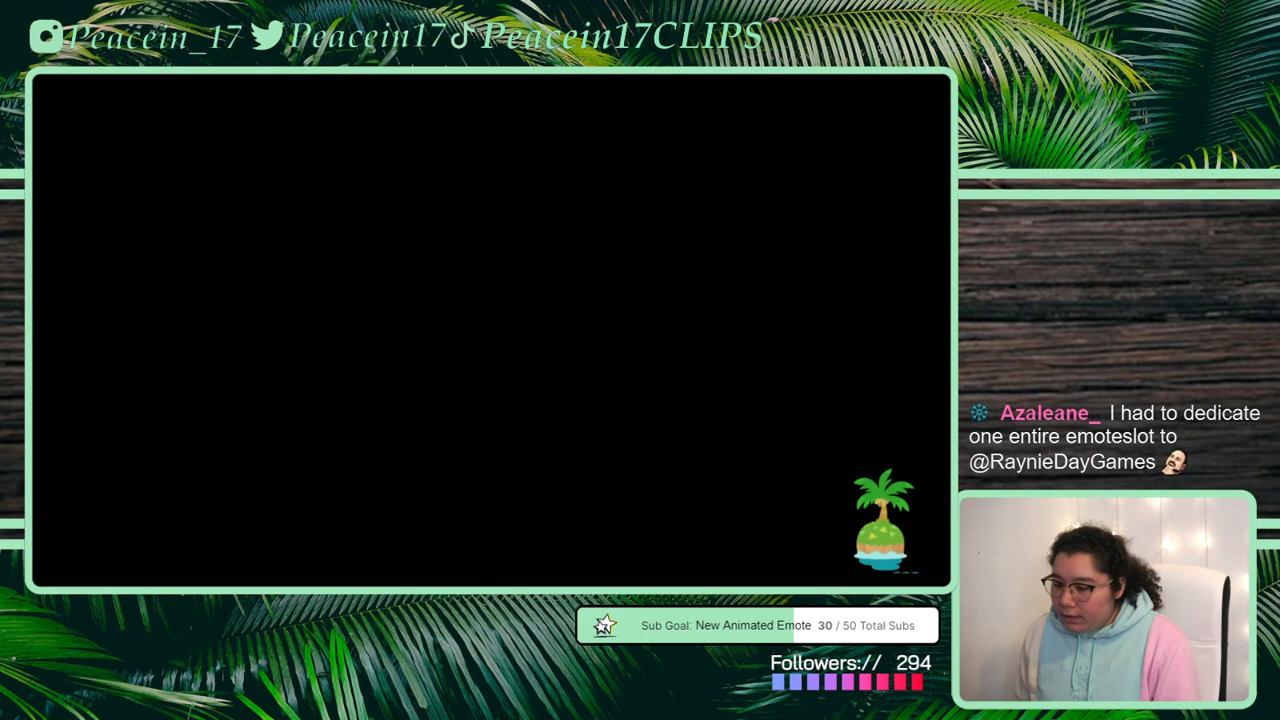 Peacein_17 Peacein17 Peacein17CLIPS
Azaleane_ I had to dedicate
one entire emoteslot to
@RaynieDayGames
Sub Goal: New Animated Emote 30 / 50 Total Subs
Followers:// 294